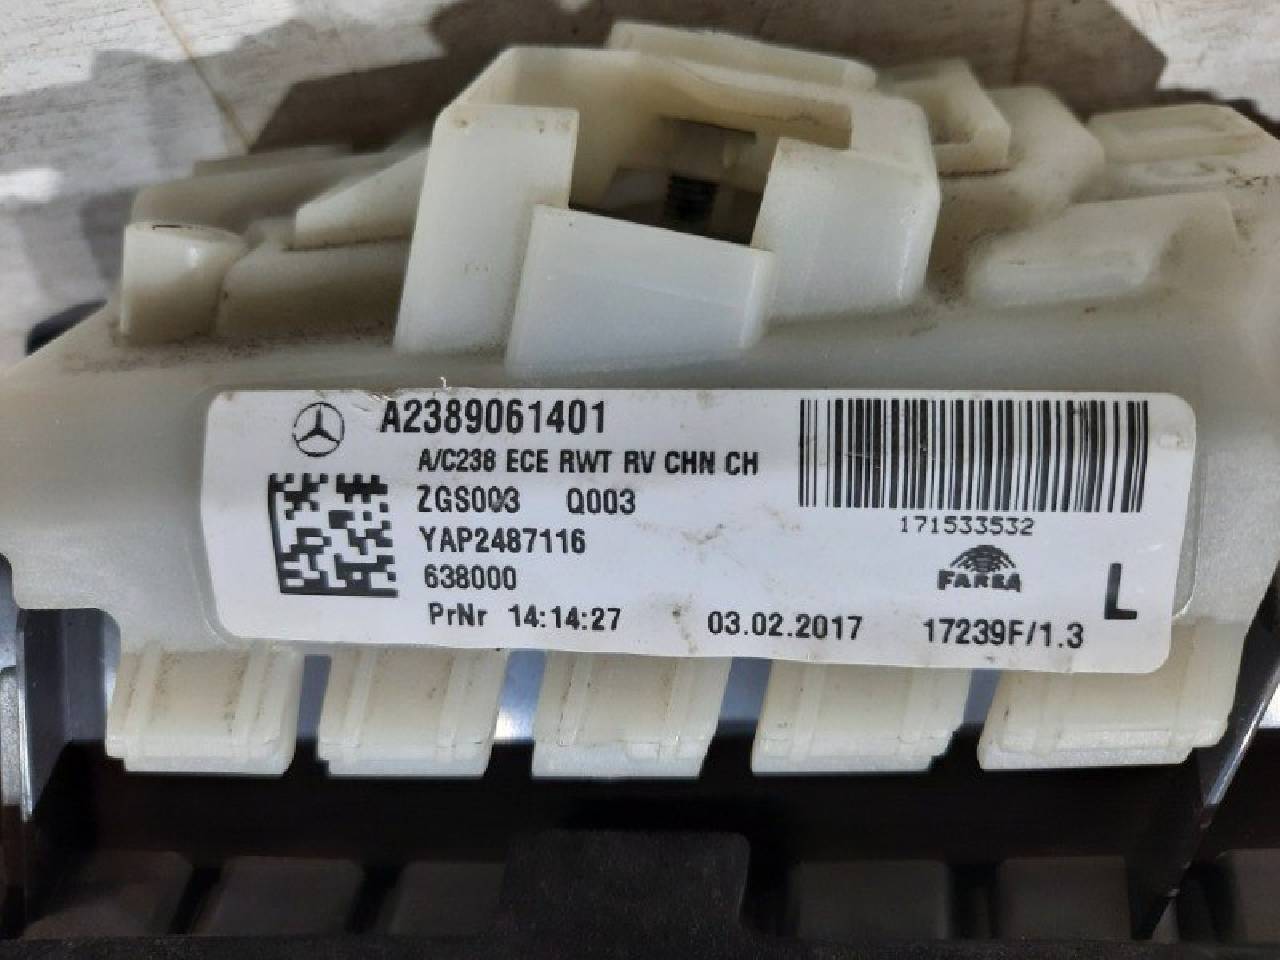 A2389061401
A/C238 ECE RWT RV CHN CH
ZGS003 Q003
YAP2487116
638000
PrNr 14:14:27 03.02.2017 17239F/1.3
171533532
FARBA
L